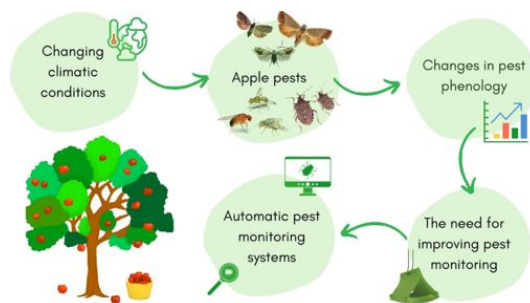 Changing
climatic
conditions
Apple pests
Changes in pest
phenology
The need for
improving pest
monitoring
Automatic pest
monitoring
systems